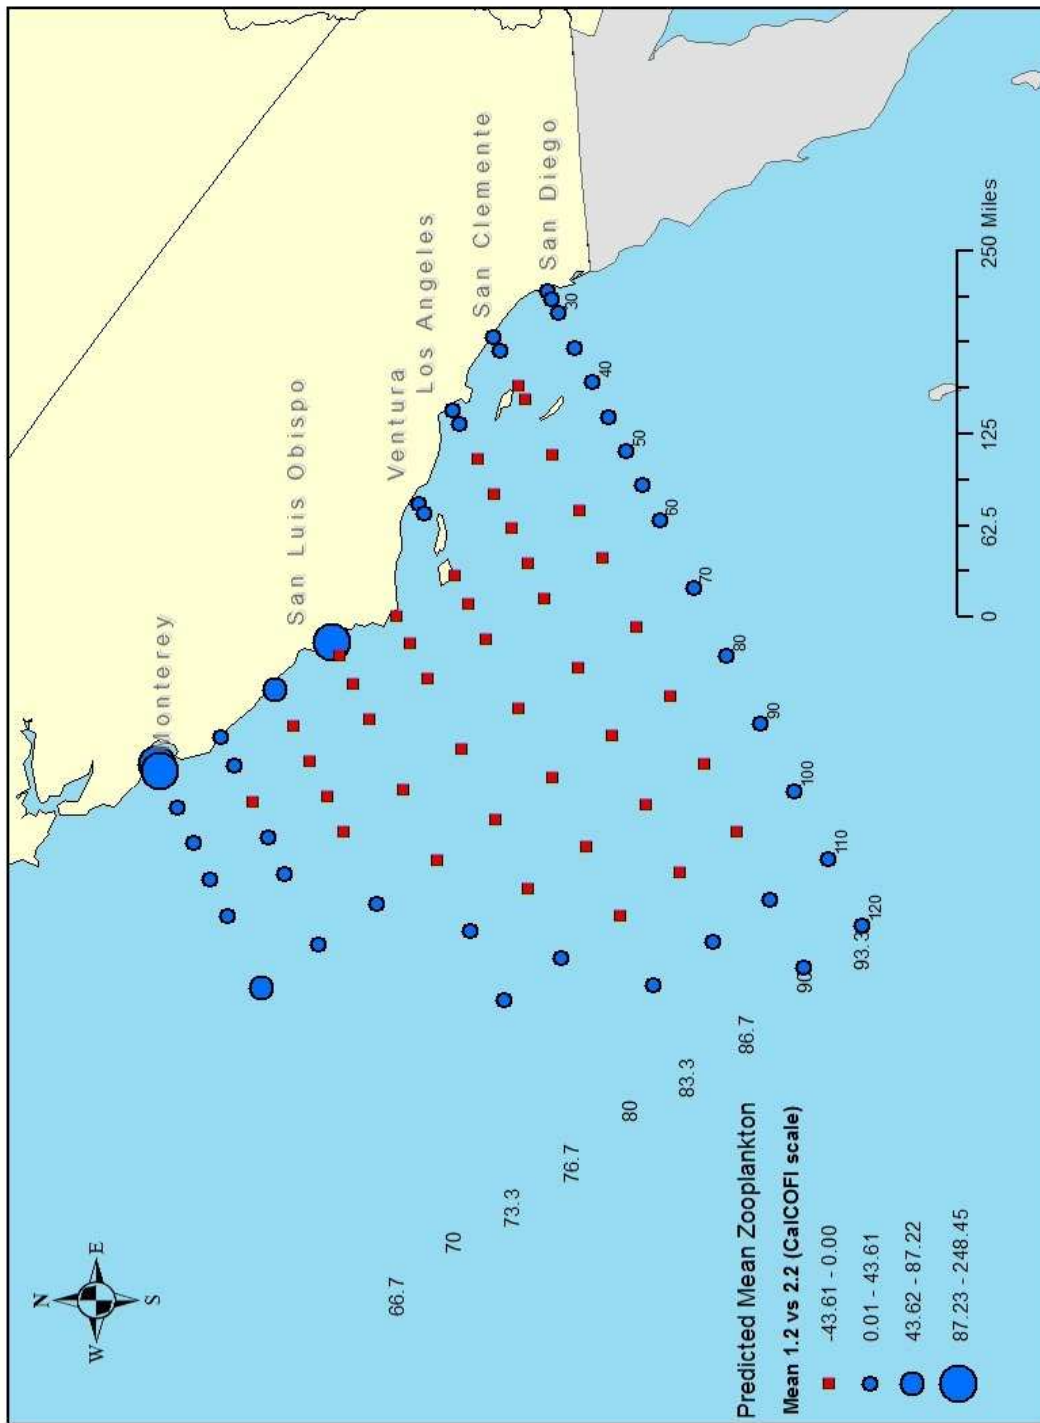 N
W E
S
Monterey
San Luis Obispo
Ventura
Los Angeles
San Clemente
San Diego
30
40
50
60
70
80
90
100
110
120
93.3
90
86.7
83.3
80
76.7
73.3
70
66.7
0 62.5 125 250 Miles
Predicted Mean Zooplankton
Mean 1.2 vs 2.2 (CalCOFI scale)
-43.61 - 0.00
0.01 - 43.61
43.62 - 87.22
87.23 - 248.45